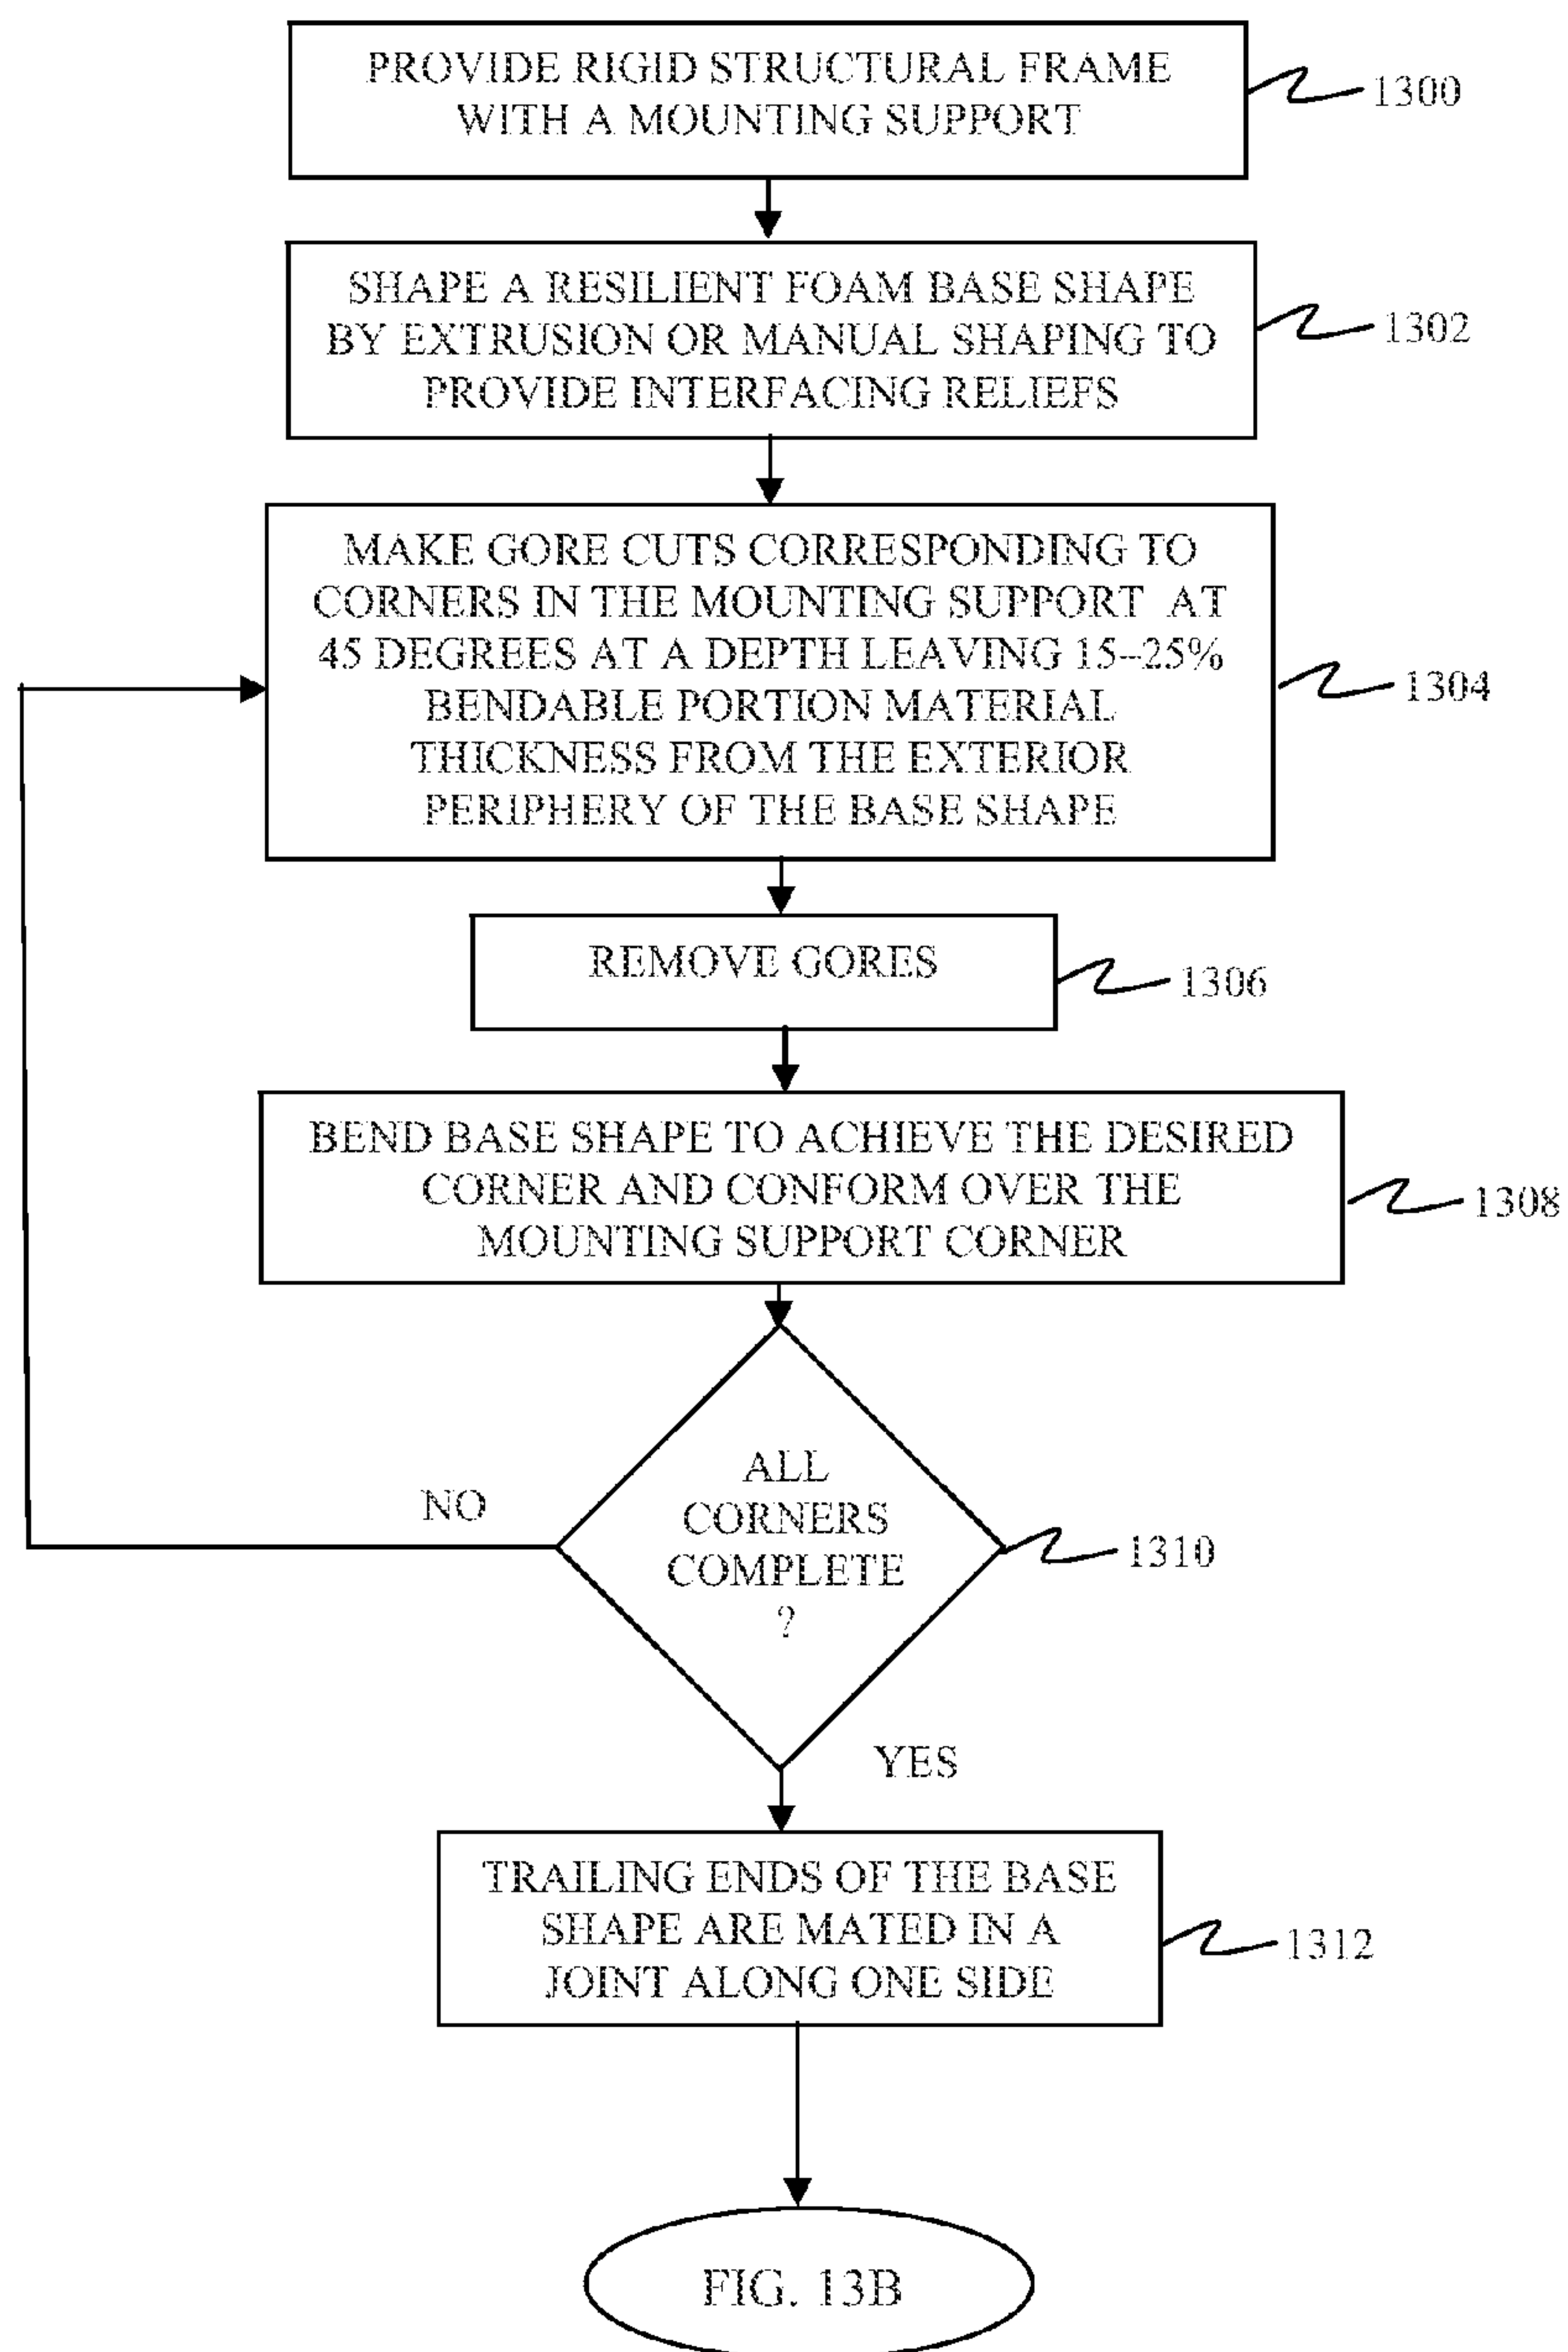 PROVIDE RIGID STRUCTURAL FRAME
WITH A MOUNTING SUPPORT
1300
SHAPE A RESILIENT FOAM BASE SHAPE
BY EXTRUSION OR MANUAL SHAPING TO
PROVIDE INTERFACING RELIEFS
1302
MAKE GORE CUTS CORRESPONDING TO
CORNERS IN THE MOUNTING SUPPORT AT
45 DEGREES AT A DEPTH LEAVING 15--25%
BENDABLE PORTION MATERIAL
THICKNESS FROM THE EXTERIOR
PERIPHERY OF THE BASE SHAPE
1304
REMOVE GORES
1306
BEND BASE SHAPE TO ACHIEVE THE DESIRED
CORNER AND CONFORM OVER THE
MOUNTING SUPPORT CORNER
1308
ALL
CORNERS
COMPLETE
?
NO
1310
YES
TRAILING ENDS OF THE BASE
SHAPE ARE MATED IN A
JOINT ALONG ONE SIDE
1312
FIG. 13B